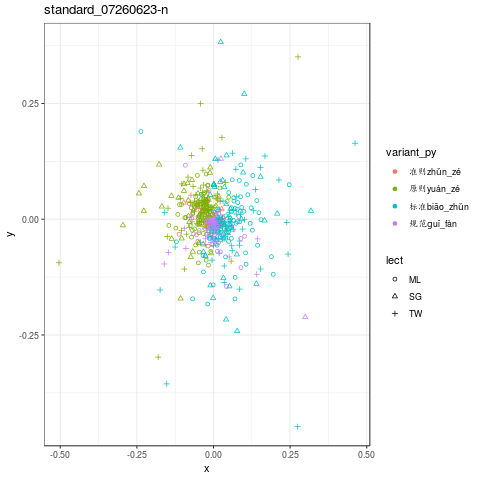 standard_07260623-n
y
0.25
0.00
-0.25
-0.50
-0.25
0.00
0.25
0.50
x
variant_py
准则zhǔn_zé
原则yuán_zé
标准biāo_zhǔn
规范guī_fàn
lect
ML
SG
TW